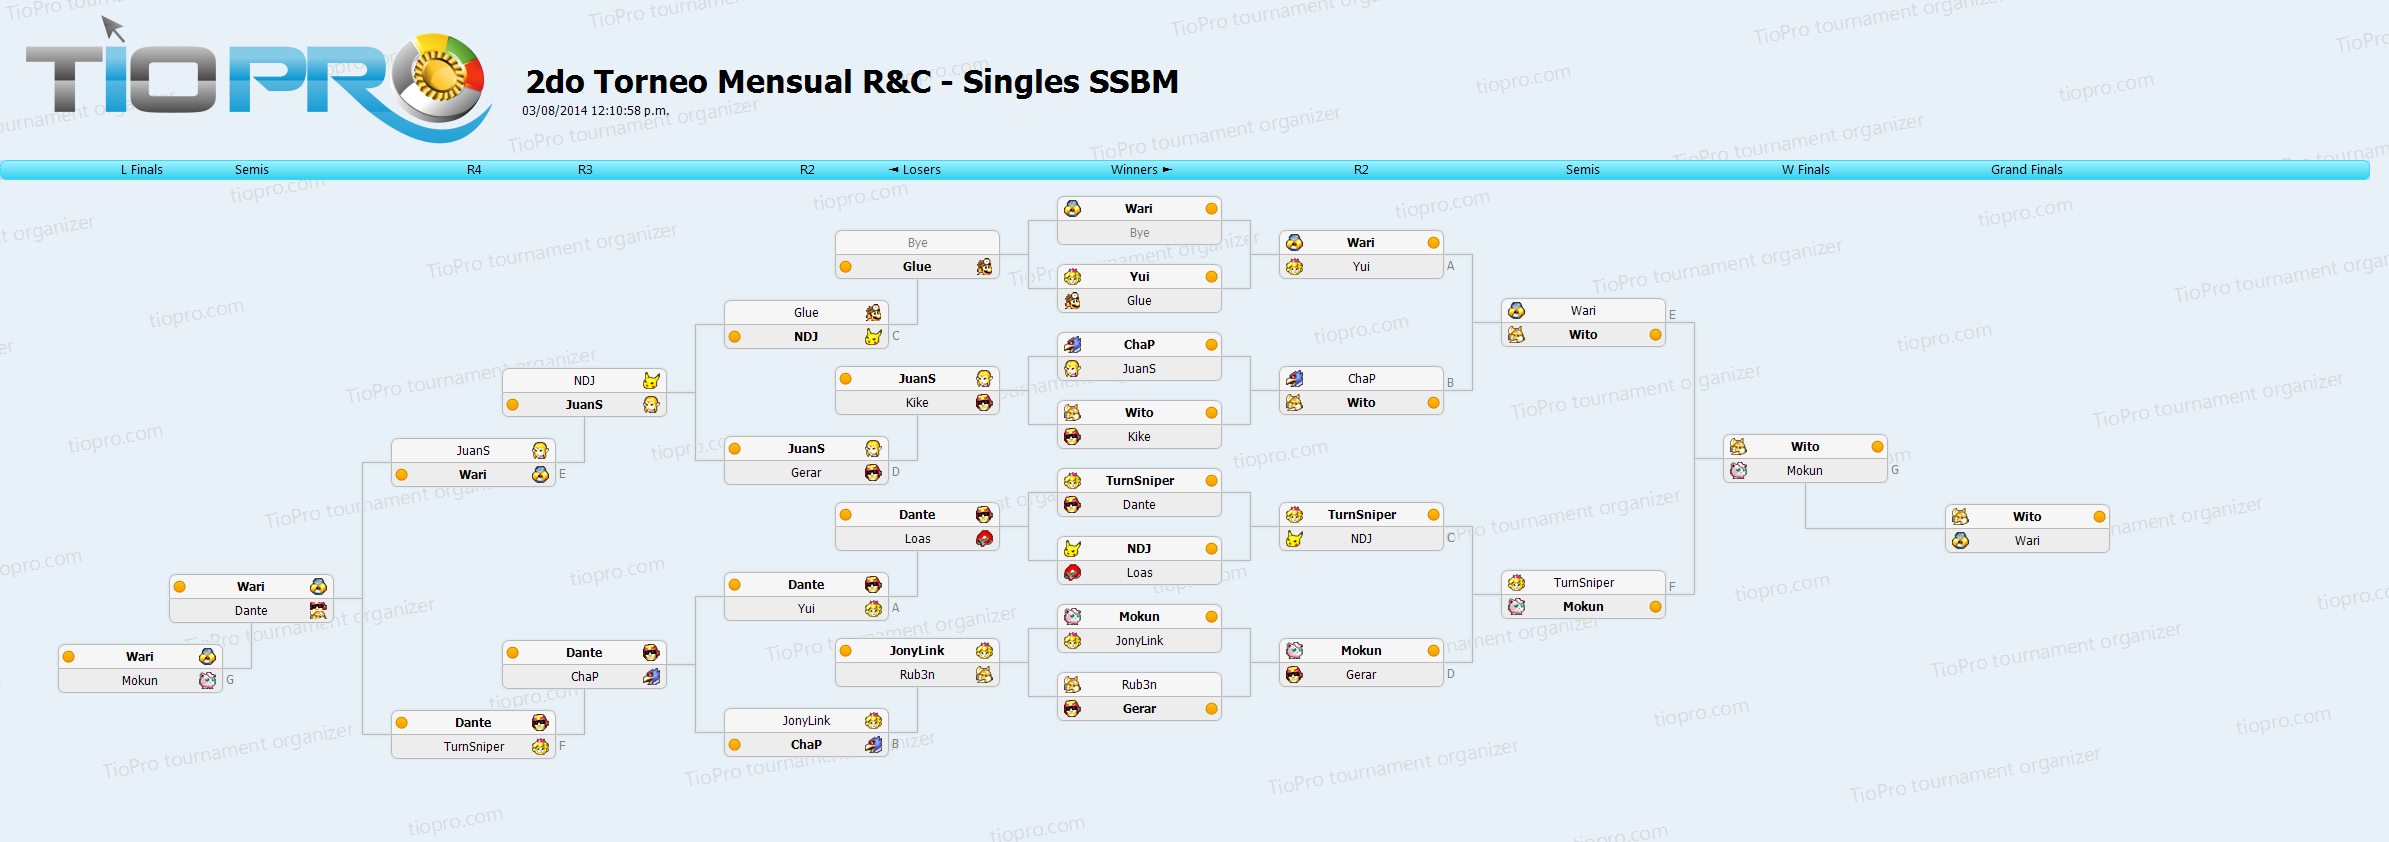 TIOPRO
2do Torneo Mensual R&C - Singles SSBM
03/08/2014 12:10:58 p.m.
L Finals Semis R4 R3 R2 ◄ Losers Winners ► R2 Semis W Finals Grand Finals
Wari
Bye
Yui
Glue
ChaP
JuanS
Wito
Kike
TurnSniper
Dante
NDJ
Loas
Mokun
JonyLink
Rub3n
Gerar
Wari
Yui
A
ChaP
Wito
B
TurnSniper
NDJ
C
Mokun
Gerar
D
Wari
Wito
E
TurnSniper
Mokun
F
Wito
Mokun
G
Wito
Wari
Bye
Glue
JuanS
Kike
Dante
Loas
JonyLink
Rub3n
Glue
NDJ
C
JuanS
Gerar
D
Dante
Yui
A
JonyLink
ChaP
B
NDJ
JuanS
Dante
ChaP
JuanS
Wari
E
Dante
TurnSniper
F
Wari
Dante
Wari
Mokun
G
TioPro tournament organizer
tiopro.com